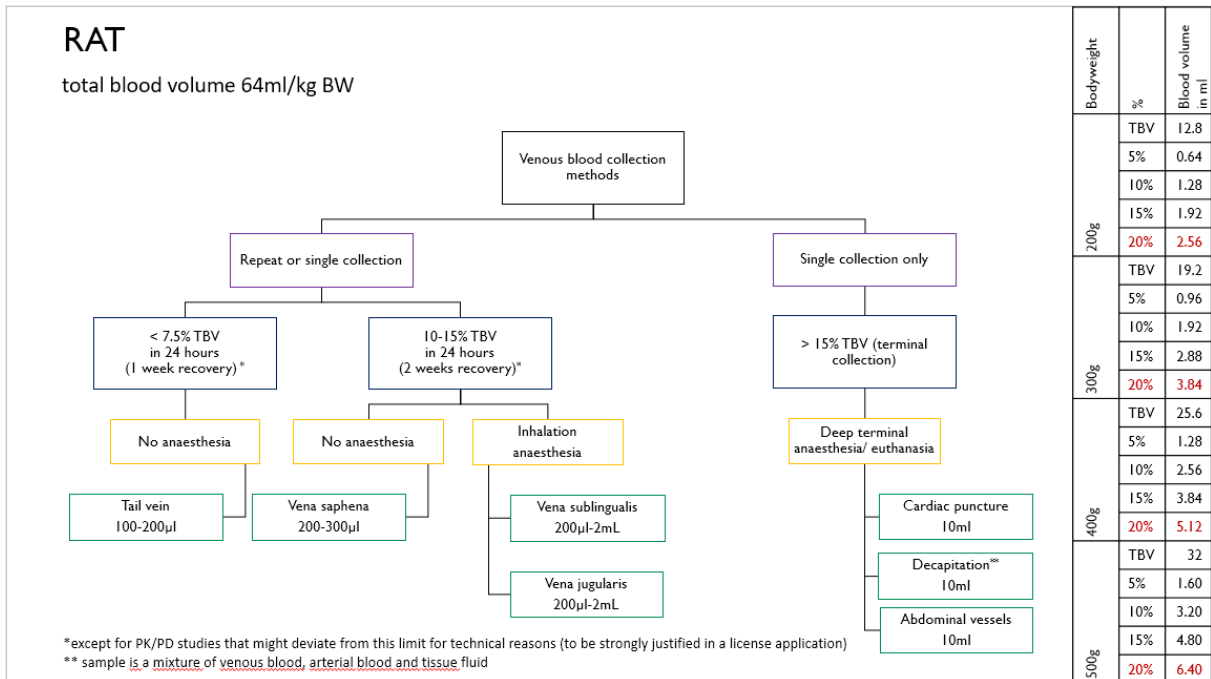 RAT
total blood volume 64ml/kg BW
Venous blood collection
methods
Repeat or single collection
Single collection only
< 7.5% TBV
in 24 hours
(1 week recovery)*
10-15% TBV
in 24 hours
(2 weeks recovery)*
> 15% TBV (terminal
collection)
No anaesthesia
No anaesthesia
Inhalation
anaesthesia
Deep terminal
anaesthesia/ euthanasia
Tail vein
100-200µl
Vena saphena
200-300µl
Vena sublingualis
200µl-2mL
Vena jugularis
200µl-2mL
Cardiac puncture
10ml
Decapitation**
10ml
Abdominal vessels
10ml
*except for PK/PD studies that might deviate from this limit for technical reasons (to be strongly justified in a license application)
** sample is a mixture of venous blood, arterial blood and tissue fluid
Bodyweight % Blood volume
in ml
200g
TBV 12.8
5% 0.64
10% 1.28
15% 1.92
20% 2.56
300g
TBV 19.2
5% 0.96
10% 1.92
15% 2.88
20% 3.84
400g
TBV 25.6
5% 1.28
10% 2.56
15% 3.84
20% 5.12
500g
TBV 32
5% 1.60
10% 3.20
15% 4.80
20% 6.40